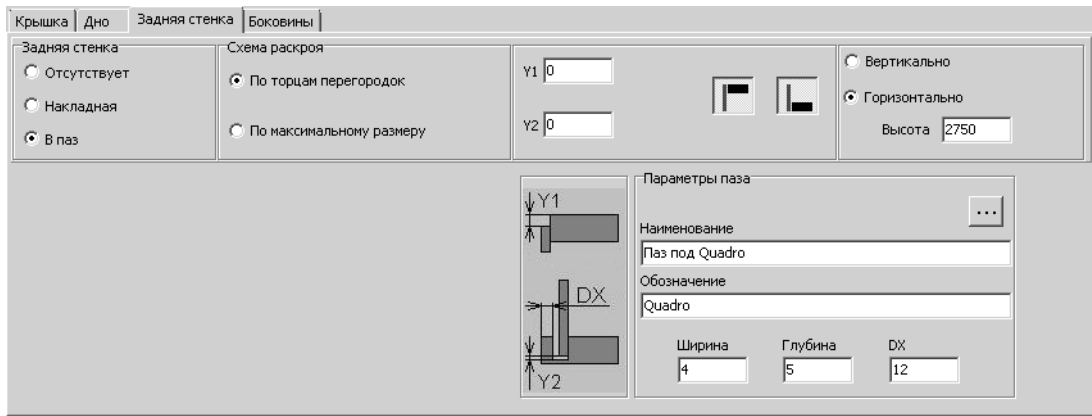 Крышка Дно Задняя стенка Боковины
Задняя стенка
Отсутствует
Накладная
В паз
Схема раскроя
По торцам перегородок
По максимальному размеру
Y1 0
Y2 0
Вертикально
Горизонтально
Высота 2750
Y1
DX
Y2
Параметры паза
...
Наименование
Паз под Quadro
Обозначение
Quadro
Ширина Глубина DX
4 5 12